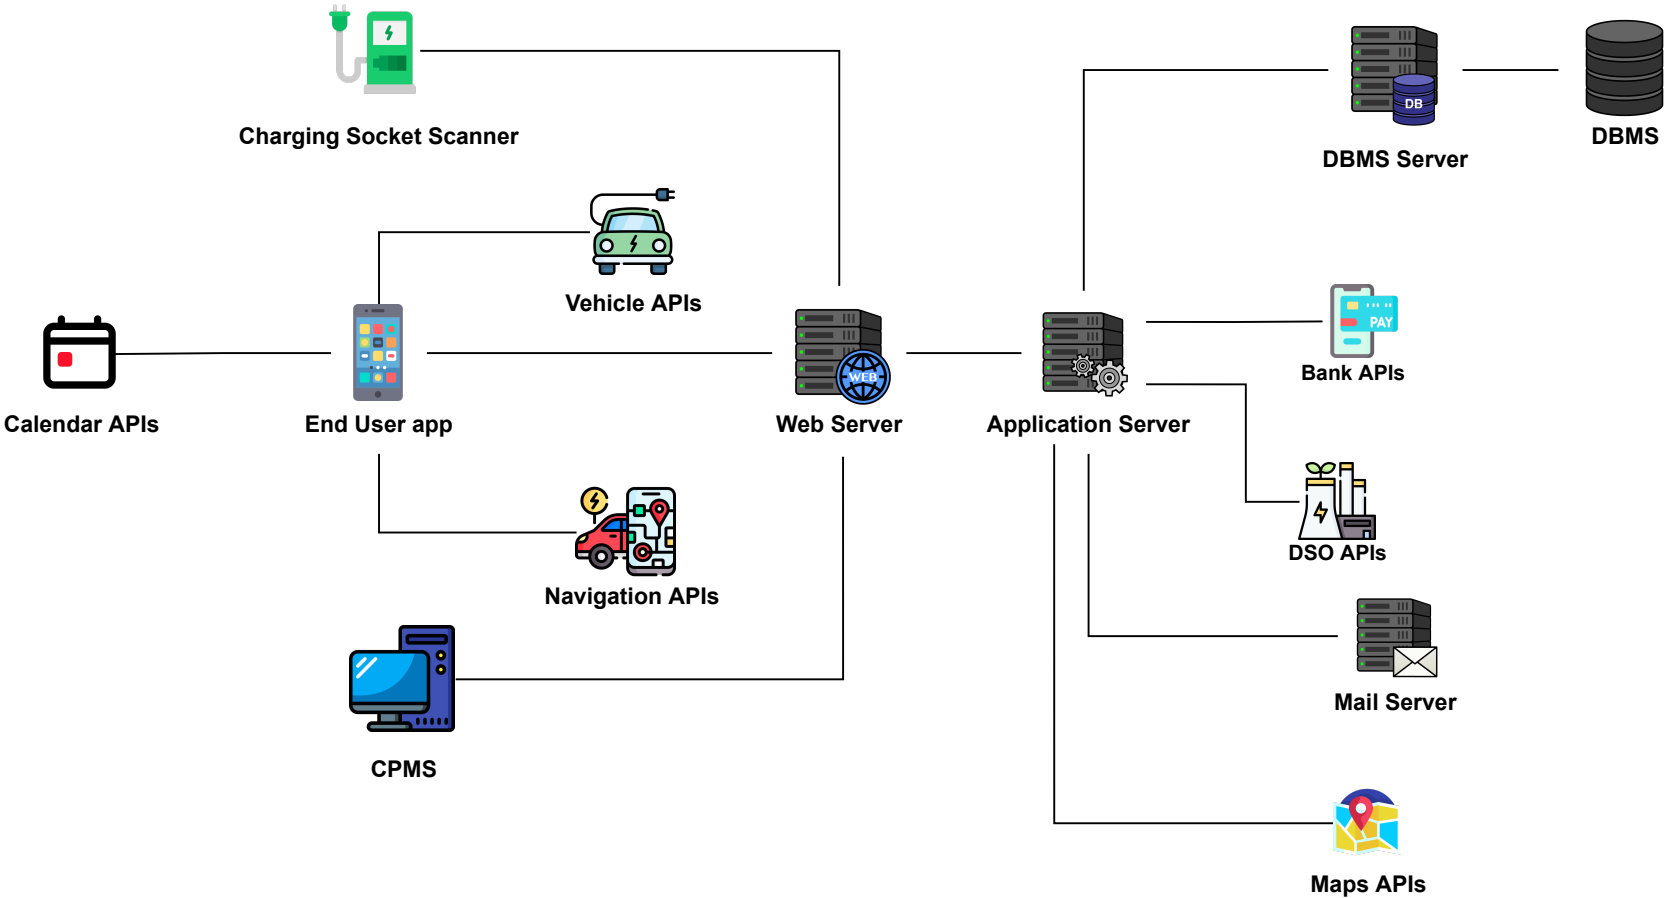 Charging Socket Scanner
DB
DBMS Server
DBMS
Vehicle APIs
PAY
Bank APIs
Calendar APIs
End User app
WEB
Web Server
Application Server
DSO APIs
Navigation APIs
Mail Server
CPMS
Maps APIs